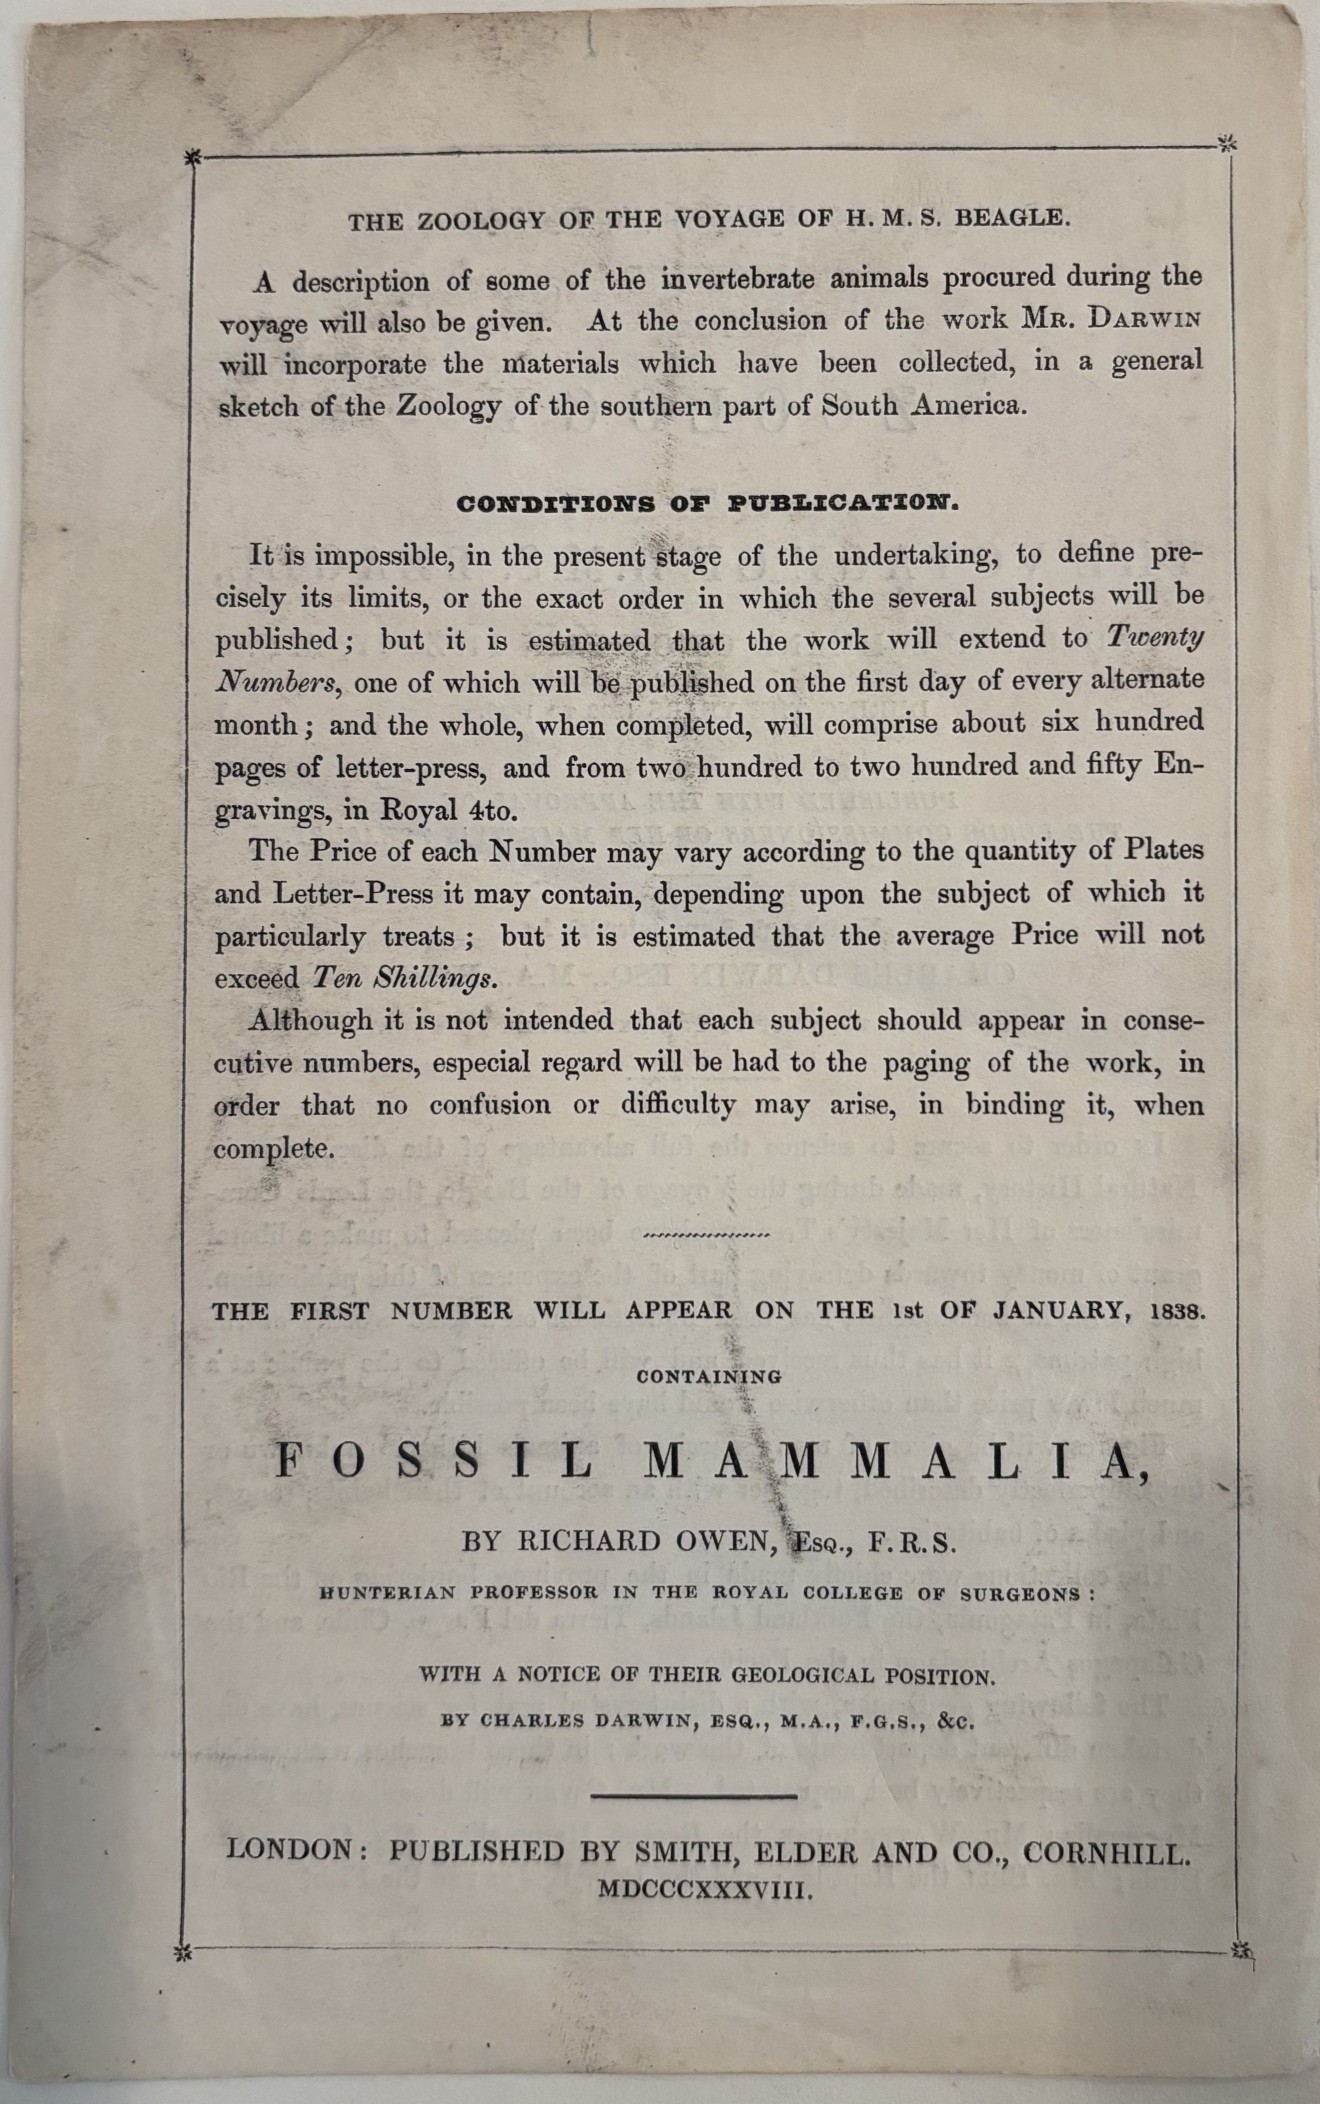 THE ZOOLOGY OF THE VOYAGE OF H. M. S. BEAGLE.
A description of some of the invertebrate animals procured during the
voyage will also be given. At the conclusion of the work MR. DARWIN
will incorporate the materials which have been collected, in a general
sketch of the Zoology of the southern part of South America.
CONDITIONS OF PUBLICATION.
It is impossible, in the present stage of the undertaking, to define pre-
cisely its limits, or the exact order in which the several subjects will be
published; but it is estimated that the work will extend to Twenty
Numbers, one of which will be published on the first day of every alternate
month; and the whole, when completed, will comprise about six hundred
pages of letter-press, and from two hundred to two hundred and fifty En-
gravings, in Royal 4to.
The Price of each Number may vary according to the quantity of Plates
and Letter-Press it may contain, depending upon the subject of which it
particularly treats; but it is estimated that the average Price will not
exceed Ten Shillings.
Although it is not intended that each subject should appear in conse-
cutive numbers, especial regard will be had to the paging of the work, in
order that no confusion or difficulty may arise, in binding it, when
complete.
THE FIRST NUMBER WILL APPEAR ON THE 1st OF JANUARY, 1838.
CONTAINING
FOSSIL MAMMALIA,
BY RICHARD OWEN, ESQ., F.R.S.
HUNTERIAN PROFESSOR IN THE ROYAL COLLEGE OF SURGEONS:
WITH A NOTICE OF THEIR GEOLOGICAL POSITION.
BY CHARLES DARWIN, ESQ., M.A., F.G.S., &C.
LONDON: PUBLISHED BY SMITH, ELDER AND CO., CORNHILL.
MDCCCXXXVIII.